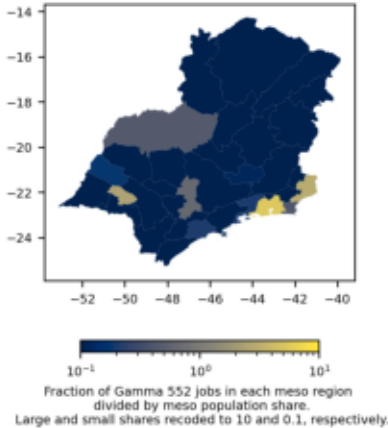 −14
−16
−18
−20
−22
−24
−52 −50 −48 −46 −44 −42 −40
10⁻¹ 10⁰ 10¹
Fraction of Gamma 552 jobs in each meso region
divided by meso population share.
Large and small shares recoded to 10 and 0.1, respectively.